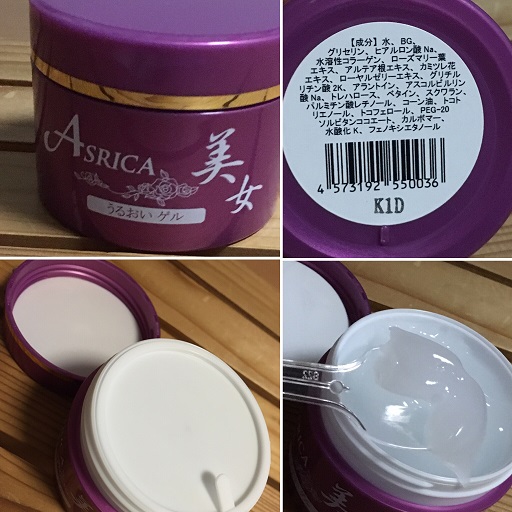 ASRICA
美女
うるおい ゲル
【成分】水、BG、
グリセリン、ヒアルロン酸Na、
水溶性コラーゲン、ローズマリー葉
エキス、アルテア根エキス、カミツレ花
エキス、ローヤルゼリーエキス、グリチル
リチン酸2K、アラントイン、アスコルビルリン
酸Na、トレハロース、ベタイン、スクワラン、
パルミチン酸レチノール、コーン油、トコト
リエノール、トコフェロール、PEG-20
ソルビタンココエート、カルボマー、
水酸化K、フェノキシエタノール
4 573192 550036
K1D
622
美